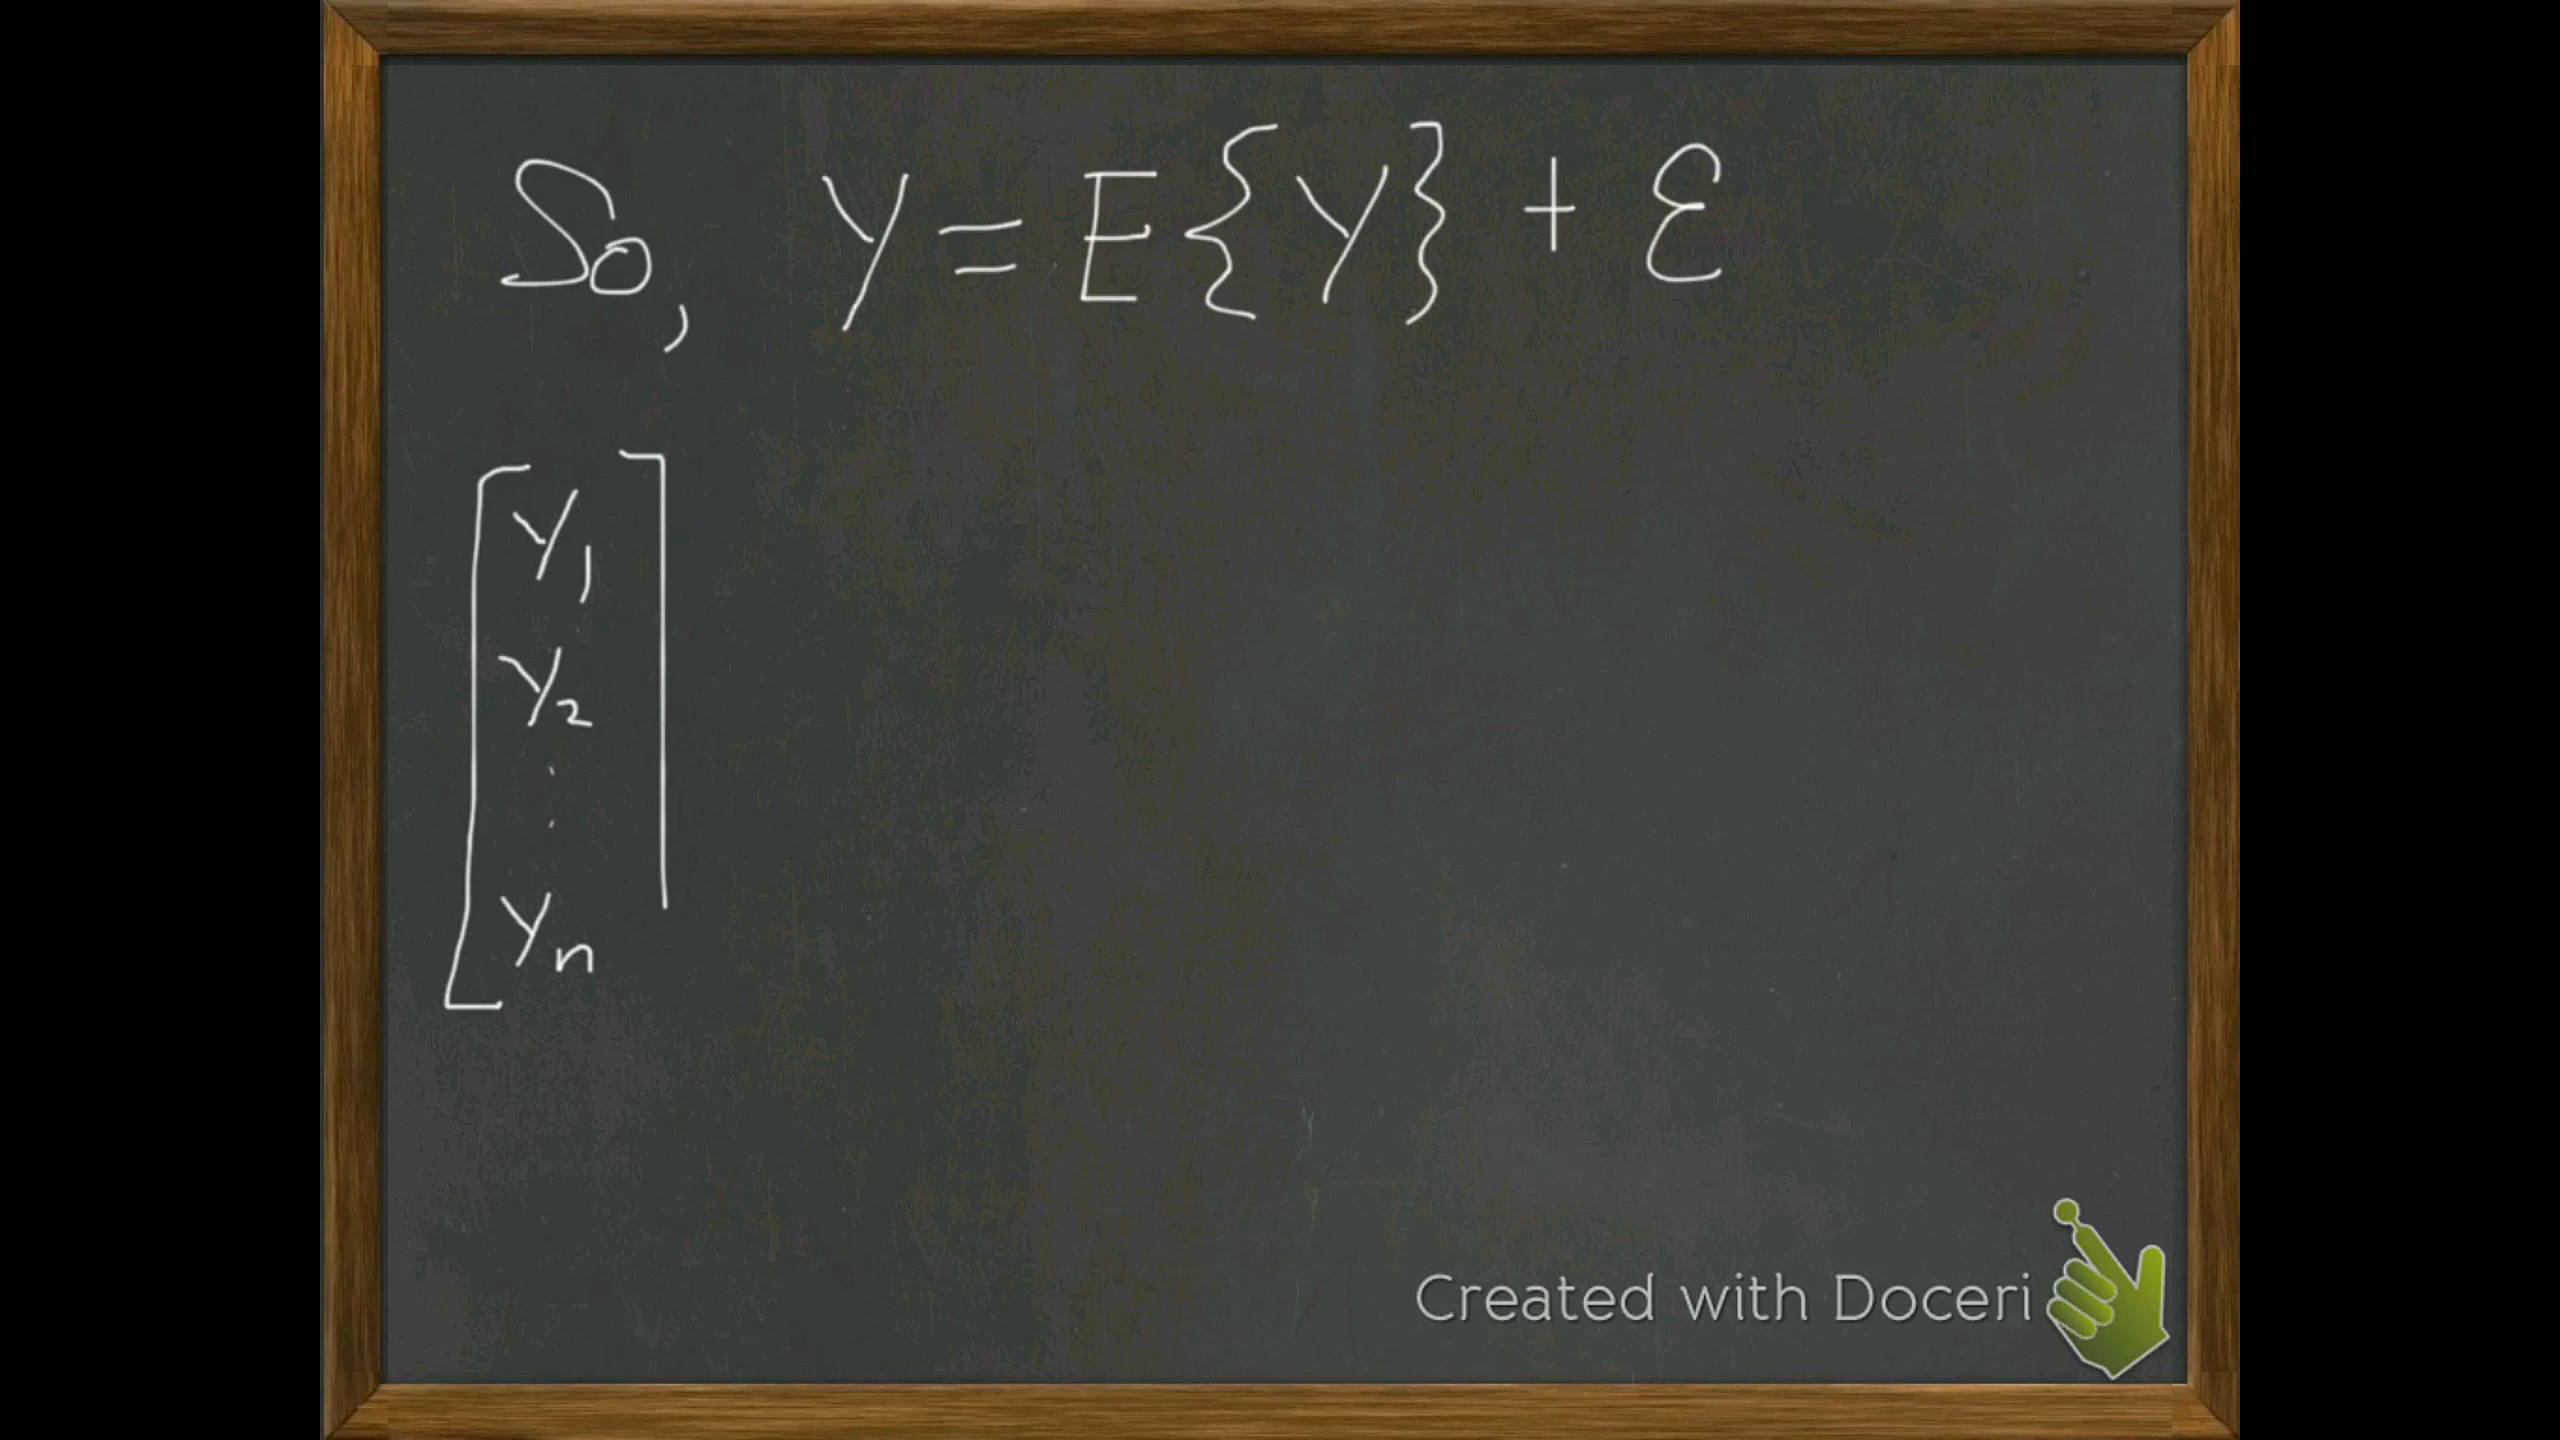 So, Y = E{Y} + ε
Y1
Y2
.
.
Yn
Created with Doceri